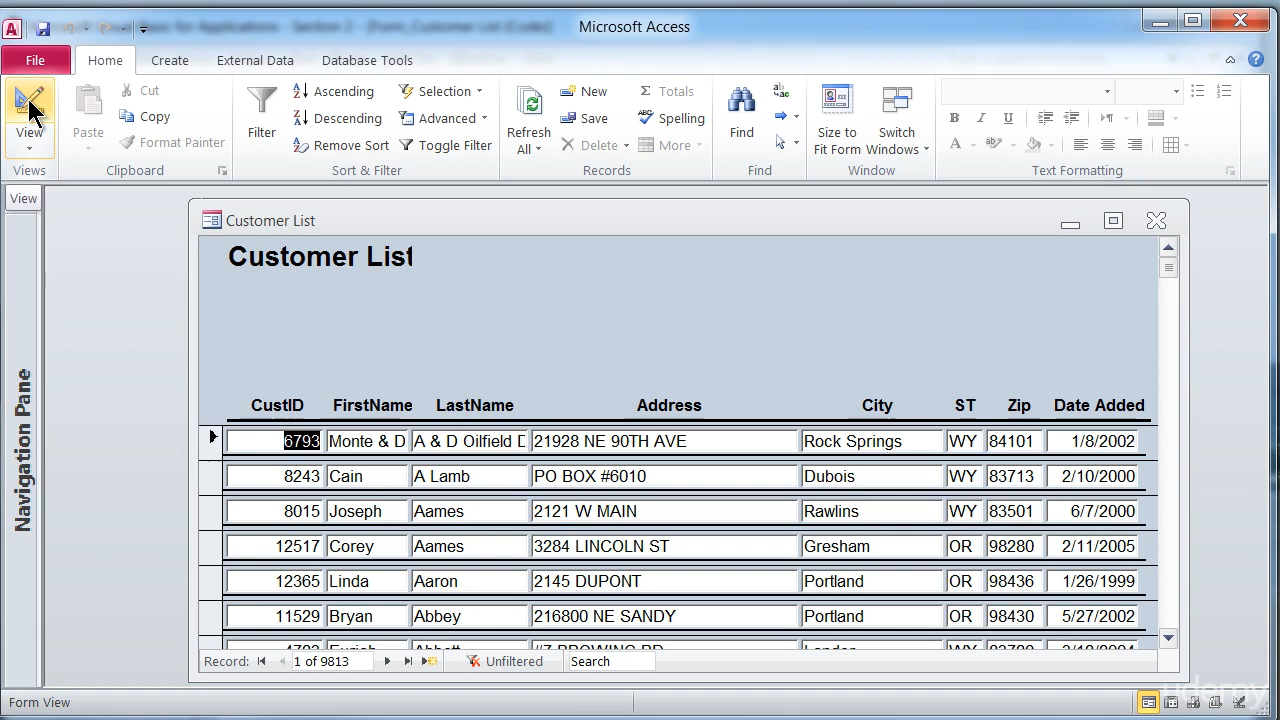 Microsoft Access
File Home Create External Data Database Tools
View
Paste
Cut
Copy
Format Painter
Filter
Ascending
Descending
Remove Sort
Selection
Advanced
Toggle Filter
Refresh
All
New
Save
Delete
Totals
Spelling
More
Find
Size to
Fit Form
Switch
Windows
Views Clipboard Sort & Filter Records Find Window Text Formatting
View
Navigation Pane
Customer List
Customer List
CustID FirstName LastName Address City ST Zip Date Added
6793 Monte & D A & D Oilfield D 21928 NE 90TH AVE Rock Springs WY 84101 1/8/2002
8243 Cain A Lamb PO BOX #6010 Dubois WY 83713 2/10/2000
8015 Joseph Aames 2121 W MAIN Rawlins WY 83501 6/7/2000
12517 Corey Aames 3284 LINCOLN ST Gresham OR 98280 2/11/2005
12365 Linda Aaron 2145 DUPONT Portland OR 98436 1/26/1999
11529 Bryan Abbey 216800 NE SANDY Portland OR 98430 5/27/2002
Record: 1 of 9813 Unfiltered Search
Form View
udemy